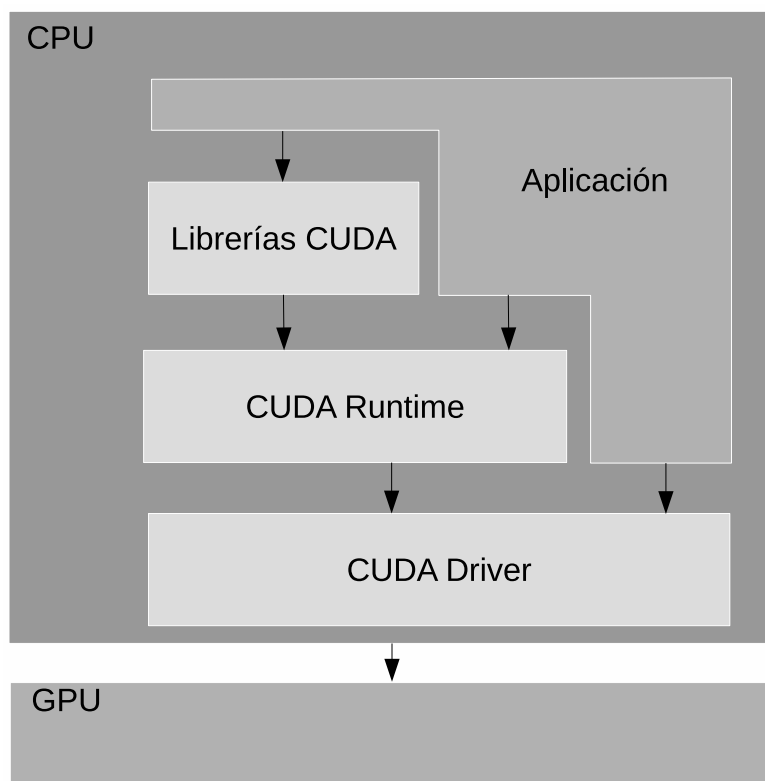 CPU
Aplicación
Librerías CUDA
CUDA Runtime
CUDA Driver
GPU